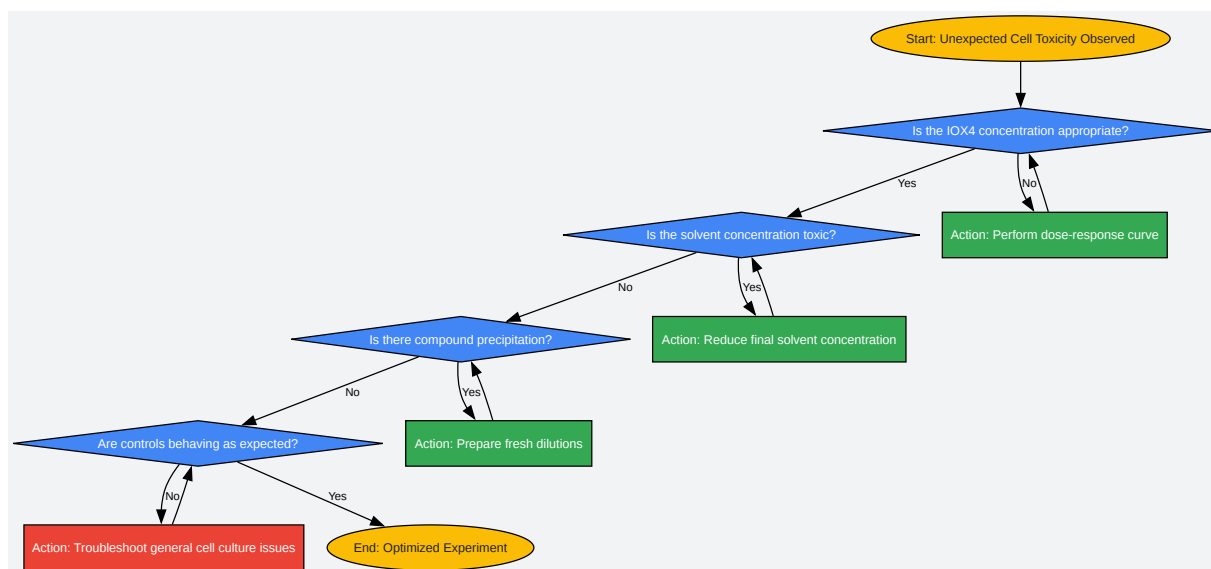 Start: Unexpected Cell Toxicity Observed
Is the IOX4 concentration appropriate?
Yes
No
Is the solvent concentration toxic?
Action: Perform dose-response curve
No
Yes
Is there compound precipitation?
Action: Reduce final solvent concentration
No
Yes
Are controls behaving as expected?
Action: Prepare fresh dilutions
No
Yes
Action: Troubleshoot general cell culture issues
End: Optimized Experiment